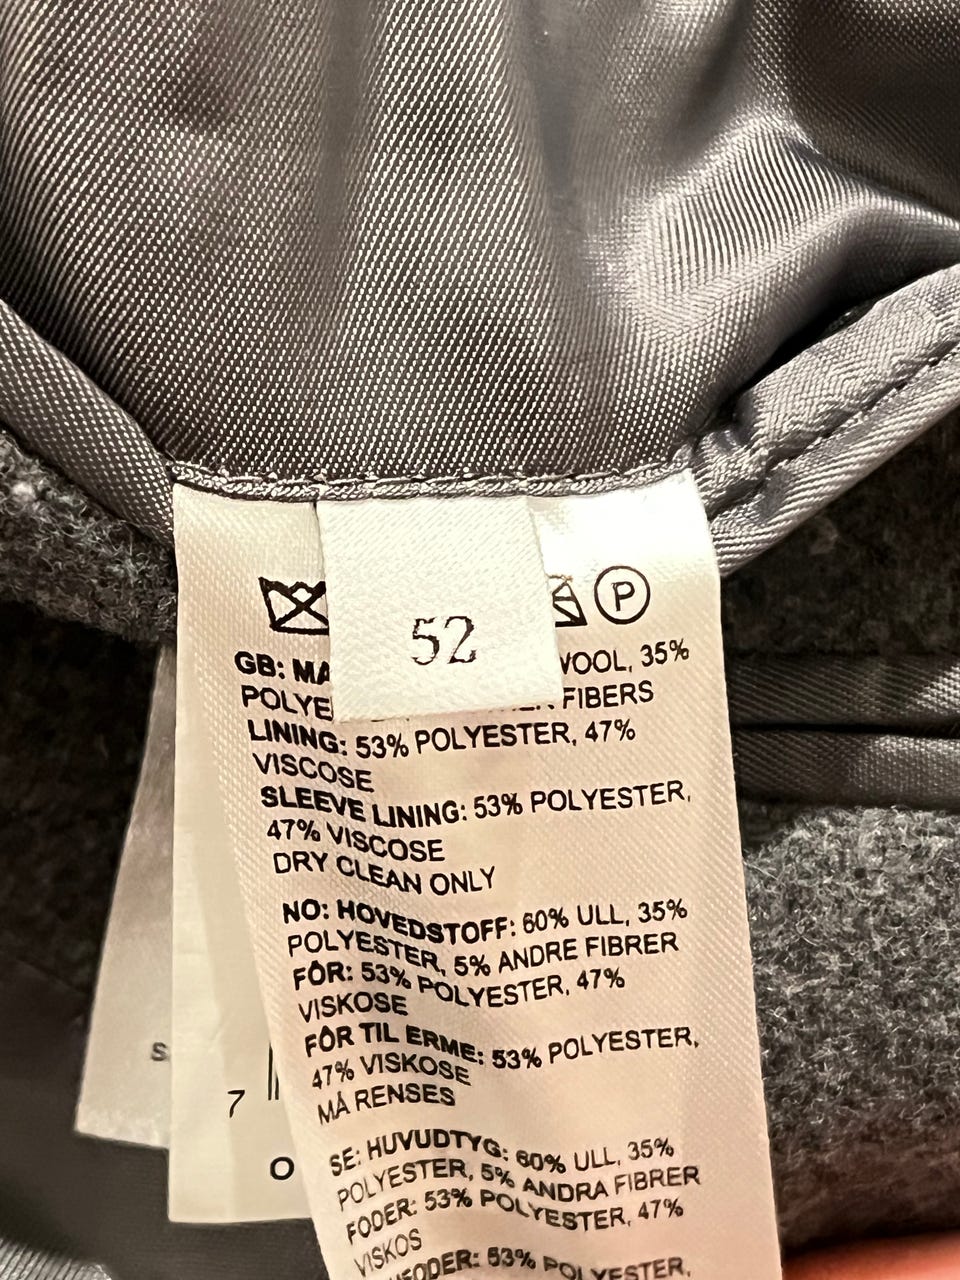 P
52
GB: MA WOOL, 35%
POLYE FIBERS
LINING: 53% POLYESTER, 47%
VISCOSE
SLEEVE LINING: 53% POLYESTER,
47% VISCOSE
DRY CLEAN ONLY
NO: HOVEDSTOFF: 60% ULL, 35%
POLYESTER, 5% ANDRE FIBRER
FÔR: 53% POLYESTER, 47%
VISKOSE
FÔR TIL ERME: 53% POLYESTER,
47% VISKOSE
MÅ RENSES
SE: HUVUDTYG: 60% ULL, 35%
POLYESTER, 5% ANDRA FIBRER
FODER: 53% POLYESTER, 47%
VISKOS
53% POLYESTER,
S
7
O